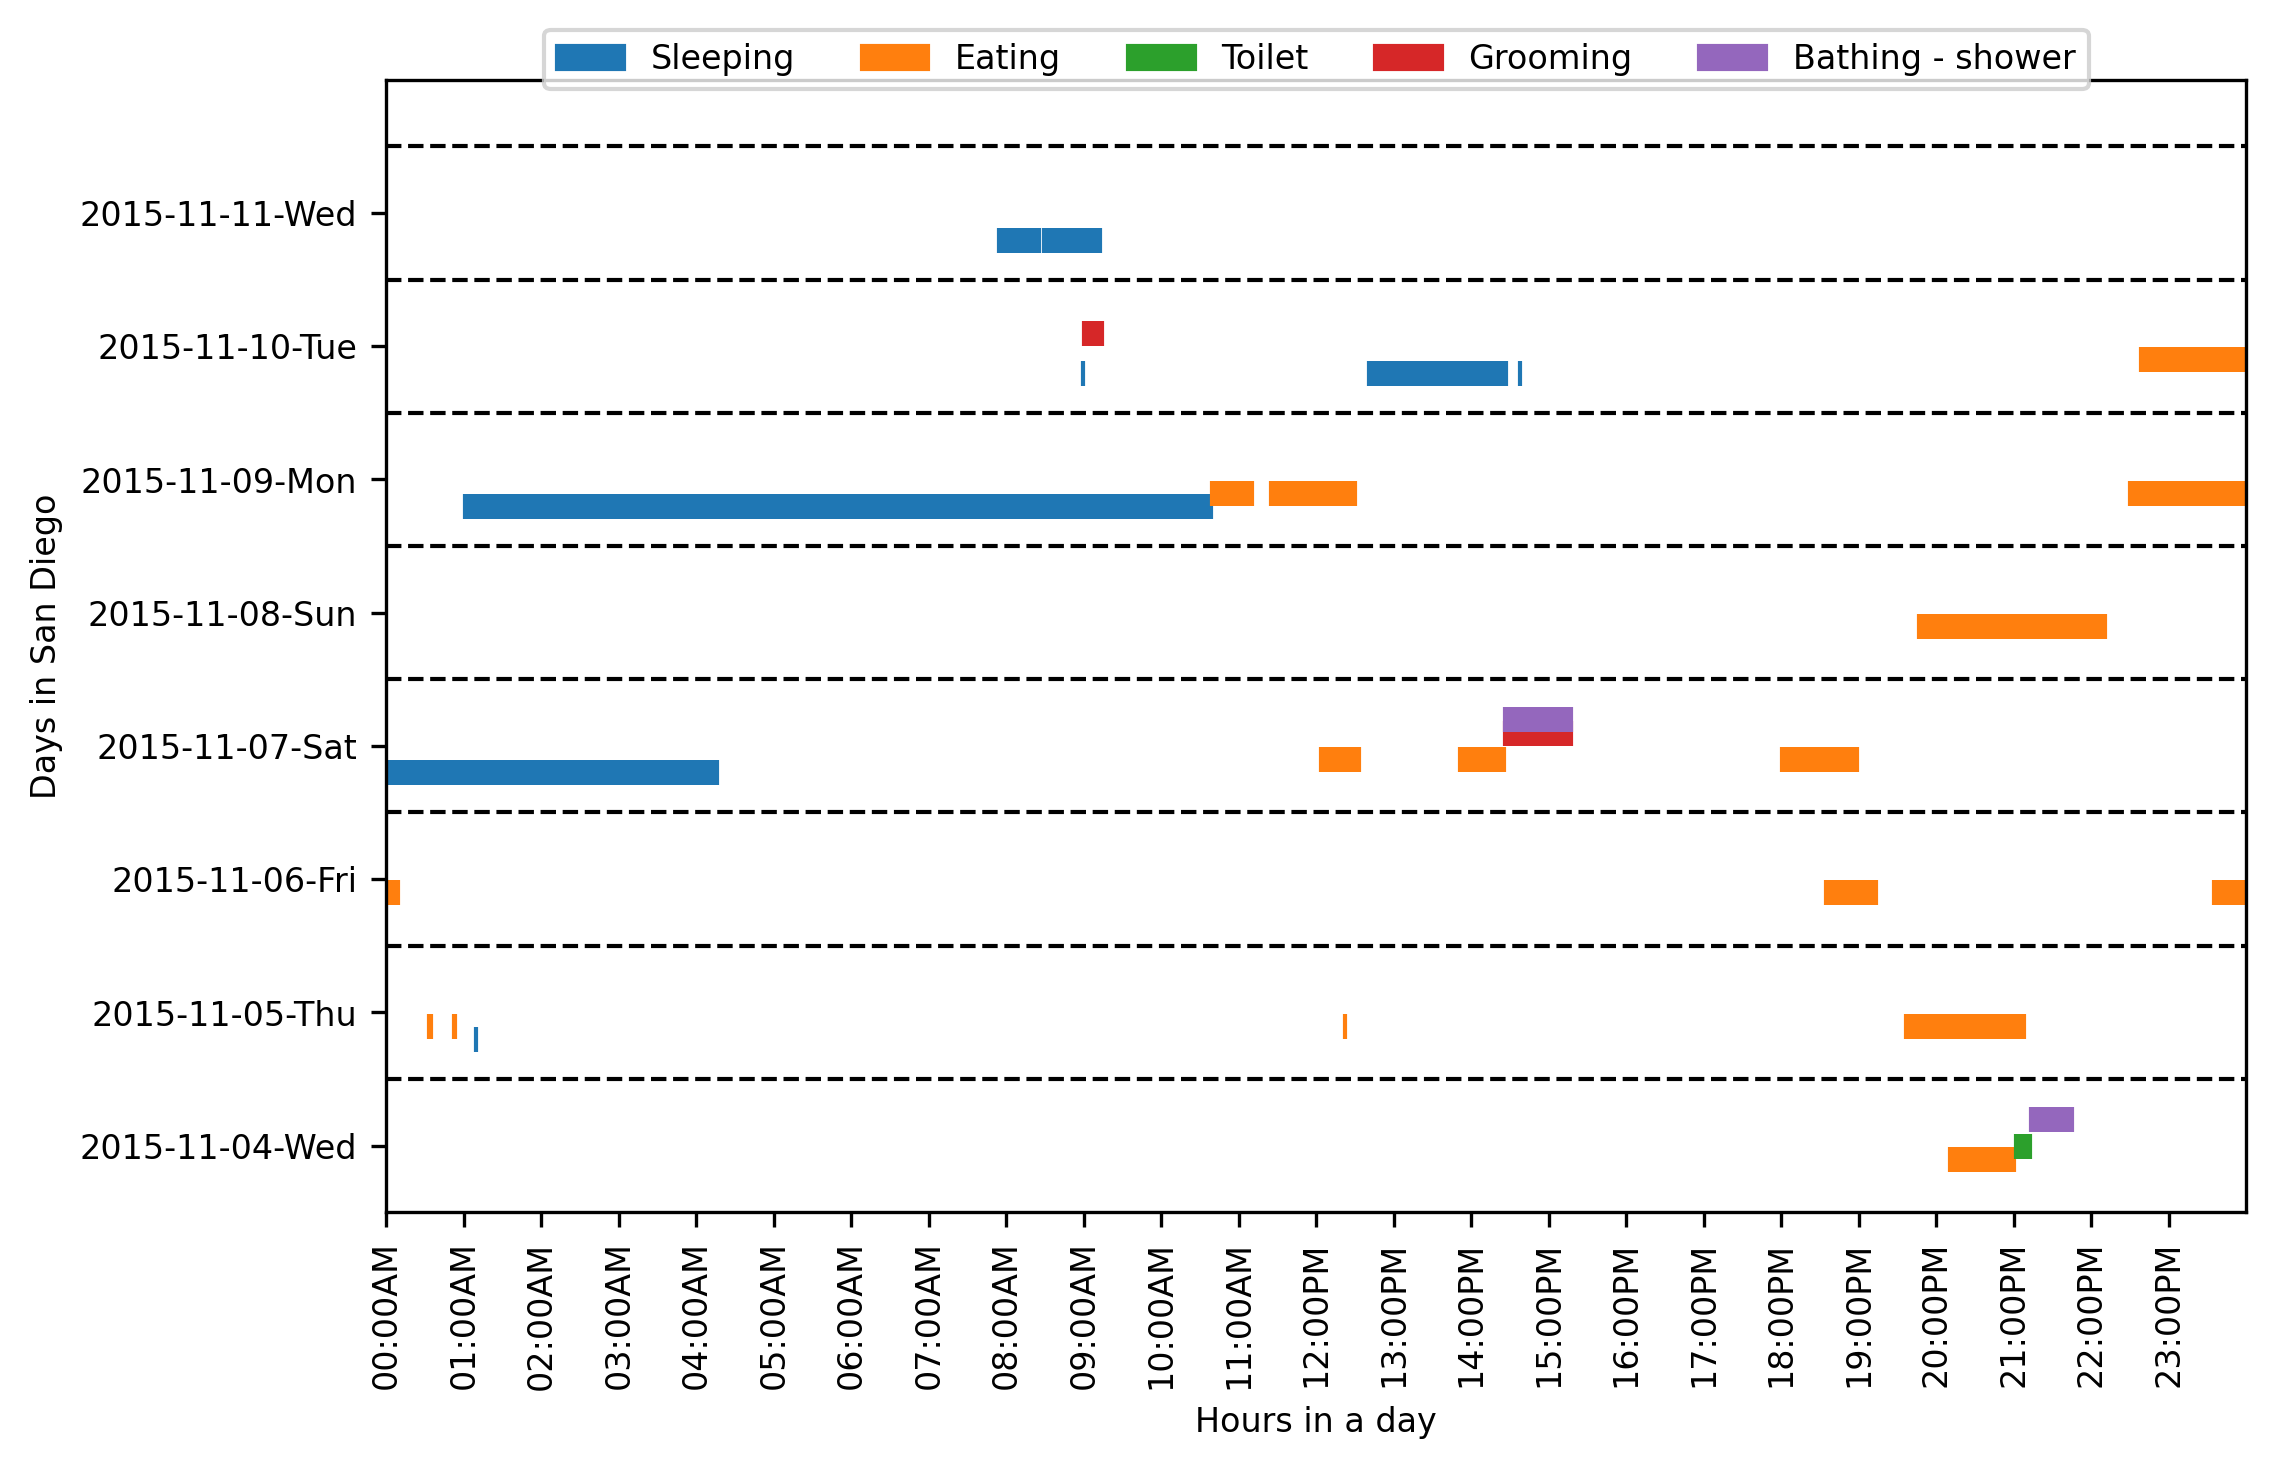 Sleeping Eating Toilet Grooming Bathing - shower
2015-11-11-Wed
2015-11-10-Tue
2015-11-09-Mon
2015-11-08-Sun
2015-11-07-Sat
2015-11-06-Fri
2015-11-05-Thu
2015-11-04-Wed
Days in San Diego
00:00AM
01:00AM
02:00AM
03:00AM
04:00AM
05:00AM
06:00AM
07:00AM
08:00AM
09:00AM
10:00AM
11:00AM
12:00PM
13:00PM
14:00PM
15:00PM
16:00PM
17:00PM
18:00PM
19:00PM
20:00PM
21:00PM
22:00PM
23:00PM
Hours in a day